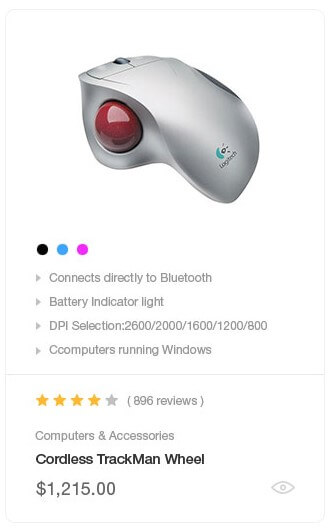 Logitech
Connects directly to Bluetooth
Battery Indicator light
DPI Selection:2600/2000/1600/1200/800
Ccomputers running Windows
( 896 reviews )
Computers & Accessories
Cordless TrackMan Wheel
$1,215.00